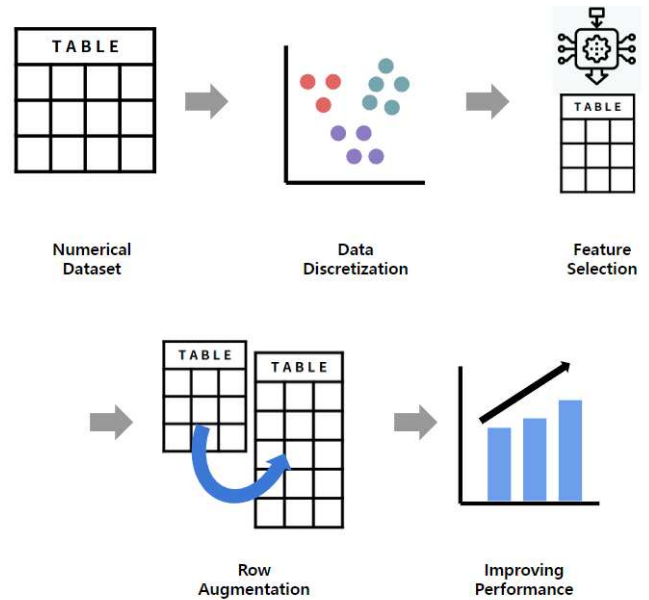 TABLE
TABLE
Numerical
Dataset
Data
Discretization
Feature
Selection
TABLE
TABLE
Row
Augmentation
Improving
Performance